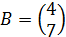 B = (4
7)